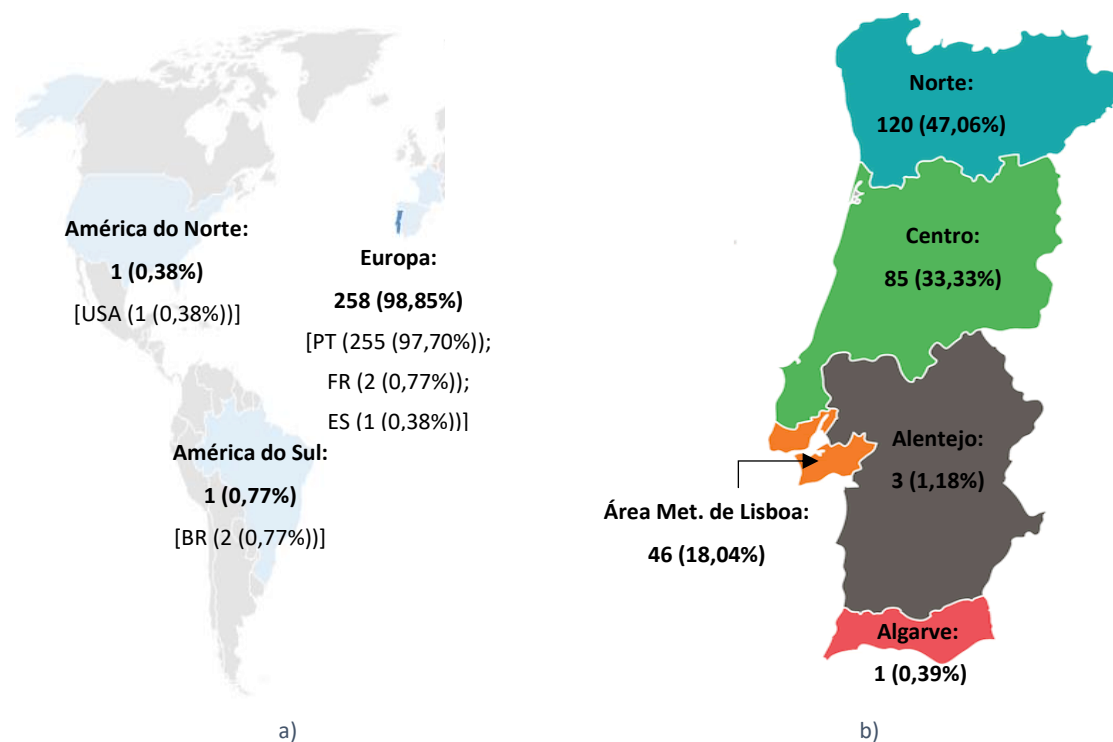 América do Norte:
1 (0,38%)
[USA (1 (0,38%))]
Europa:
258 (98,85%)
[PT (255 (97,70%));
FR (2 (0,77%));
ES (1 (0,38%))]
América do Sul:
1 (0,77%)
[BR (2 (0,77%))]
a)
Norte:
120 (47,06%)
Centro:
85 (33,33%)
Alentejo:
3 (1,18%)
Área Met. de Lisboa:
46 (18,04%)
Algarve:
1 (0,39%)
b)